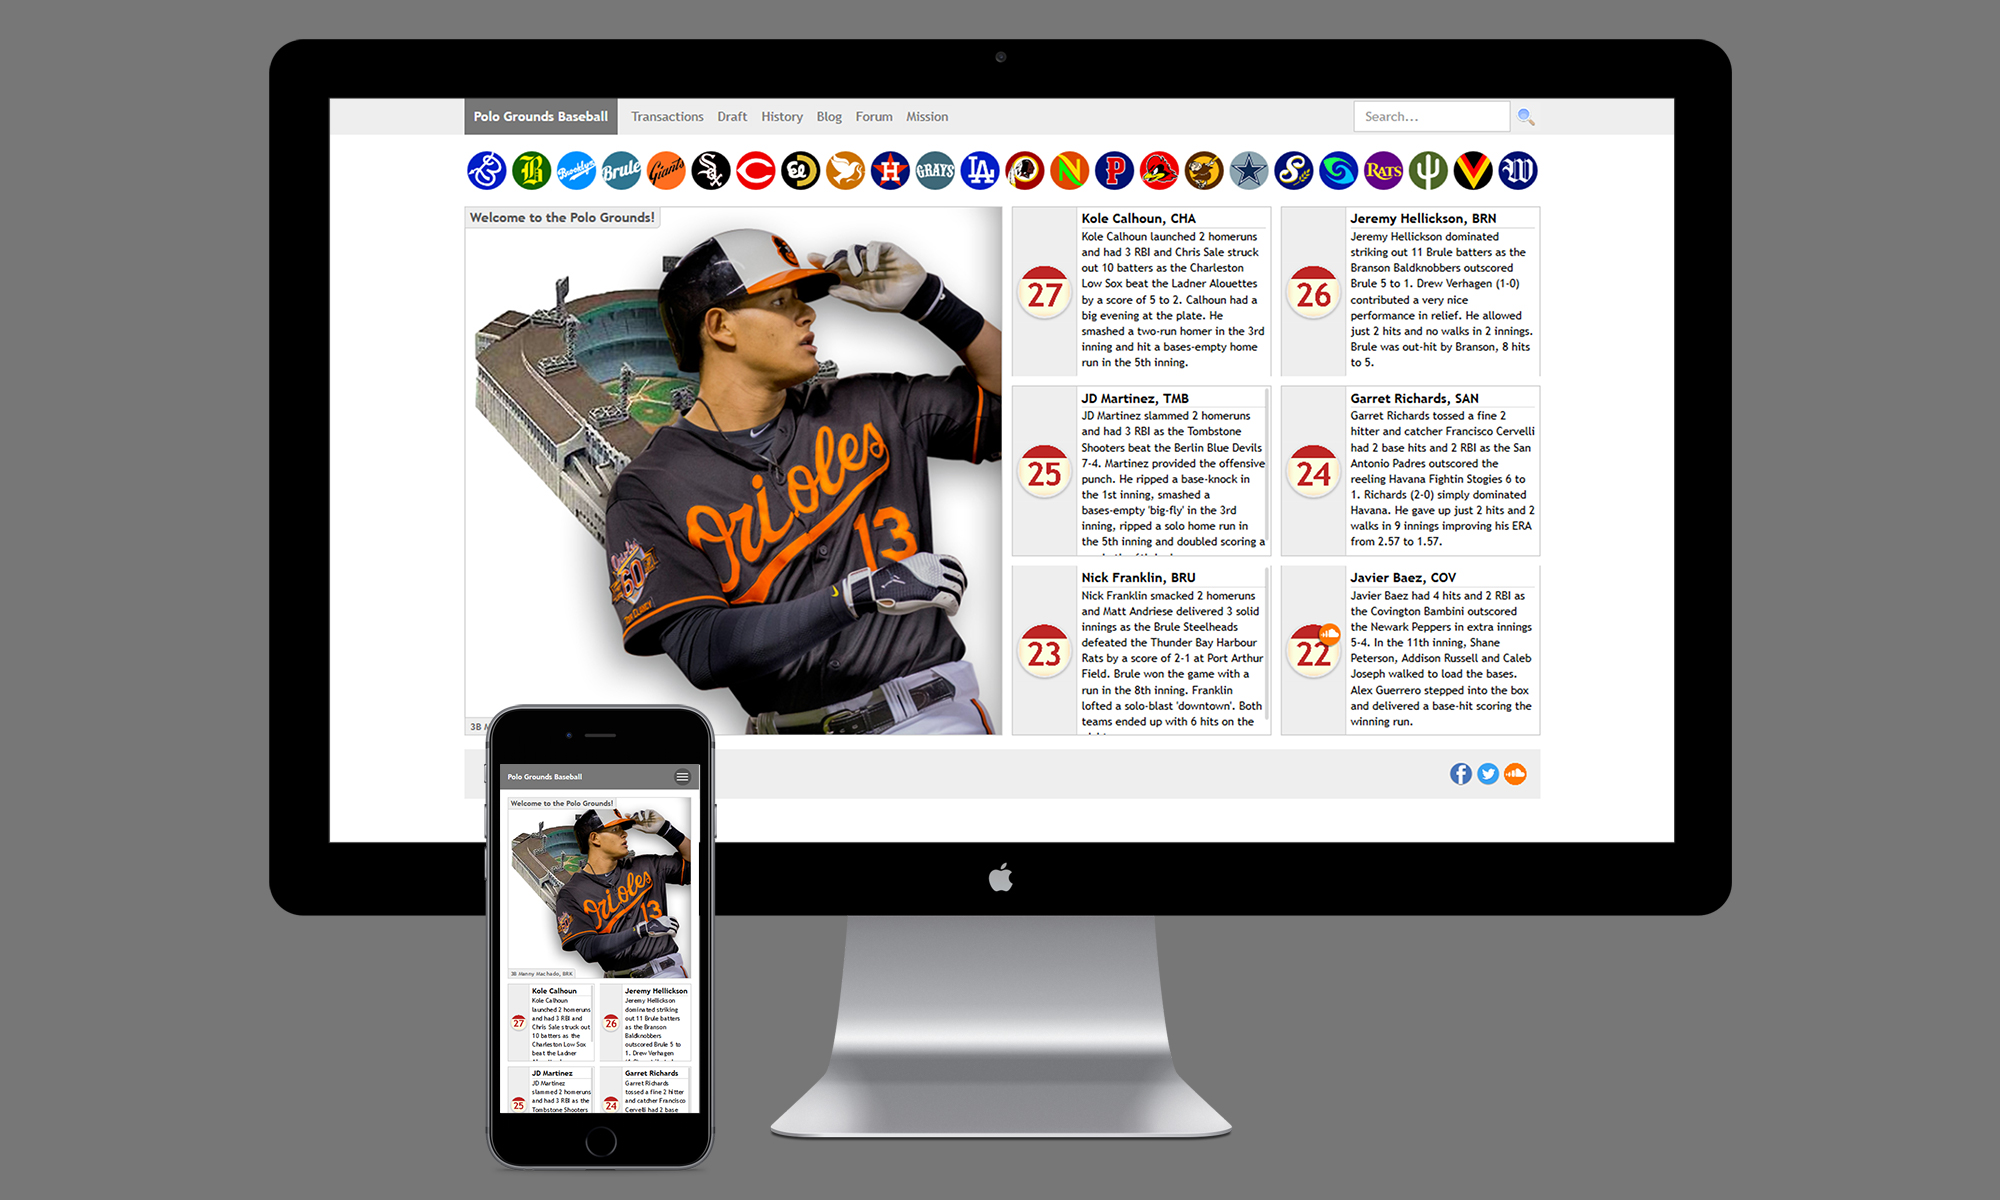 Polo Grounds Baseball
Transactions
Draft
History
Blog
Forum
Mission
Search...
B
Brooklyn
Brule
Giants
Sox
C
H
GRAYS
LA
N
P
S
RATS
W
Welcome to the Polo Grounds!
Orioles
13
60
3B M
27
Kole Calhoun, CHA
Kole Calhoun launched 2 homeruns
and had 3 RBI and Chris Sale struck
out 10 batters as the Charleston
Low Sox beat the Ladner Alouettes
by a score of 5 to 2. Calhoun had a
big evening at the plate. He
smashed a two-run homer in the 3rd
inning and hit a bases-empty home
run in the 5th inning.
26
Jeremy Hellickson, BRN
Jeremy Hellickson dominated
striking out 11 Brule batters as the
Branson Baldknobbers outscored
Brule 5 to 1. Drew Verhagen (1-0)
contributed a very nice
performance in relief. He allowed
just 2 hits and no walks in 2 innings.
Brule was out-hit by Branson, 8 hits
to 5.
25
JD Martinez, TMB
JD Martinez slammed 2 homeruns
and had 3 RBI as the Tombstone
Shooters beat the Berlin Blue Devils
7-4. Martinez provided the offensive
punch. He ripped a base-knock in
the 1st inning, smashed a
bases-empty 'big-fly' in the 3rd
inning, ripped a solo home run in
the 5th inning and doubled scoring a
24
Garret Richards, SAN
Garret Richards tossed a fine 2
hitter and catcher Francisco Cervelli
had 2 base hits and 2 RBI as the San
Antonio Padres outscored the
reeling Havana Fightin Stogies 6 to
1. Richards (2-0) simply dominated
Havana. He gave up just 2 hits and 2
walks in 9 innings improving his ERA
from 2.57 to 1.57.
23
Nick Franklin, BRU
Nick Franklin smacked 2 homeruns
and Matt Andriese delivered 3 solid
innings as the Brule Steelheads
defeated the Thunder Bay Harbour
Rats by a score of 2-1 at Port Arthur
Field. Brule won the game with a
run in the 8th inning. Franklin
lofted a solo-blast 'downtown'. Both
teams ended up with 6 hits on the
22
Javier Baez, COV
Javier Baez had 4 hits and 2 RBI as
the Covington Bambini outscored
the Newark Peppers in extra innings
5-4. In the 11th inning, Shane
Peterson, Addison Russell and Caleb
Joseph walked to load the bases.
Alex Guerrero stepped into the box
and delivered a base-hit scoring the
winning run.
Polo Grounds Baseball
Welcome to the Polo Grounds!
Orioles
13
3B Manny Machado, BRK
27
Kole Calhoun
Kole Calhoun
launched 2 homeruns
and had 3 RBI and
Chris Sale struck out
10 batters as the
Charleston Low Sox
beat the Ladner
26
Jeremy Hellickson
Jeremy Hellickson
dominated striking
out 11 Brule batters
as the Branson
Baldknobbers
outscored Brule 5 to
1. Drew Verhagen
25
JD Martinez
JD Martinez
slammed 2 homeruns
and had 3 RBI as the
Tombstone Shooters
24
Garret Richards
Garret Richards
tossed a fine 2 hitter
and catcher Francisco
Cervelli had 2 base